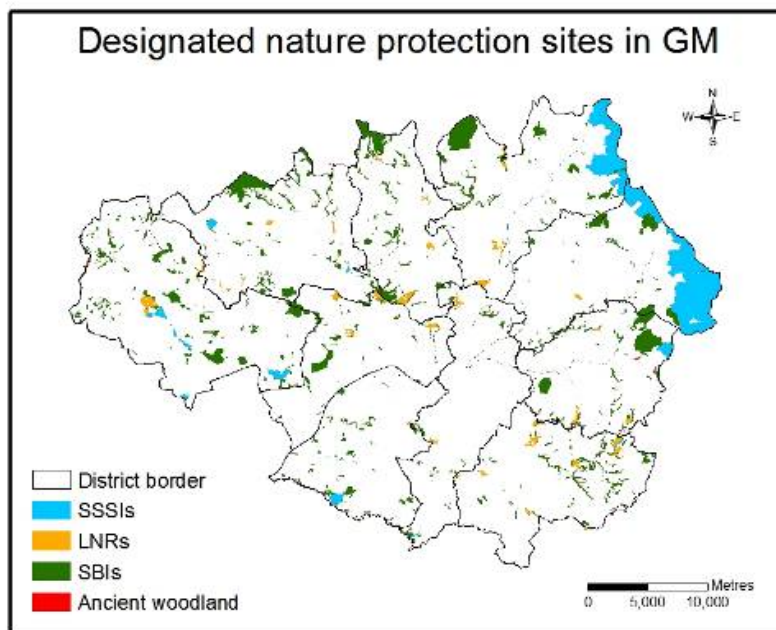 Designated nature protection sites in GM
N
W E
S
District border
SSSIs
LNRs
SBIs
Ancient woodland
Metres
0 5,000 10,000